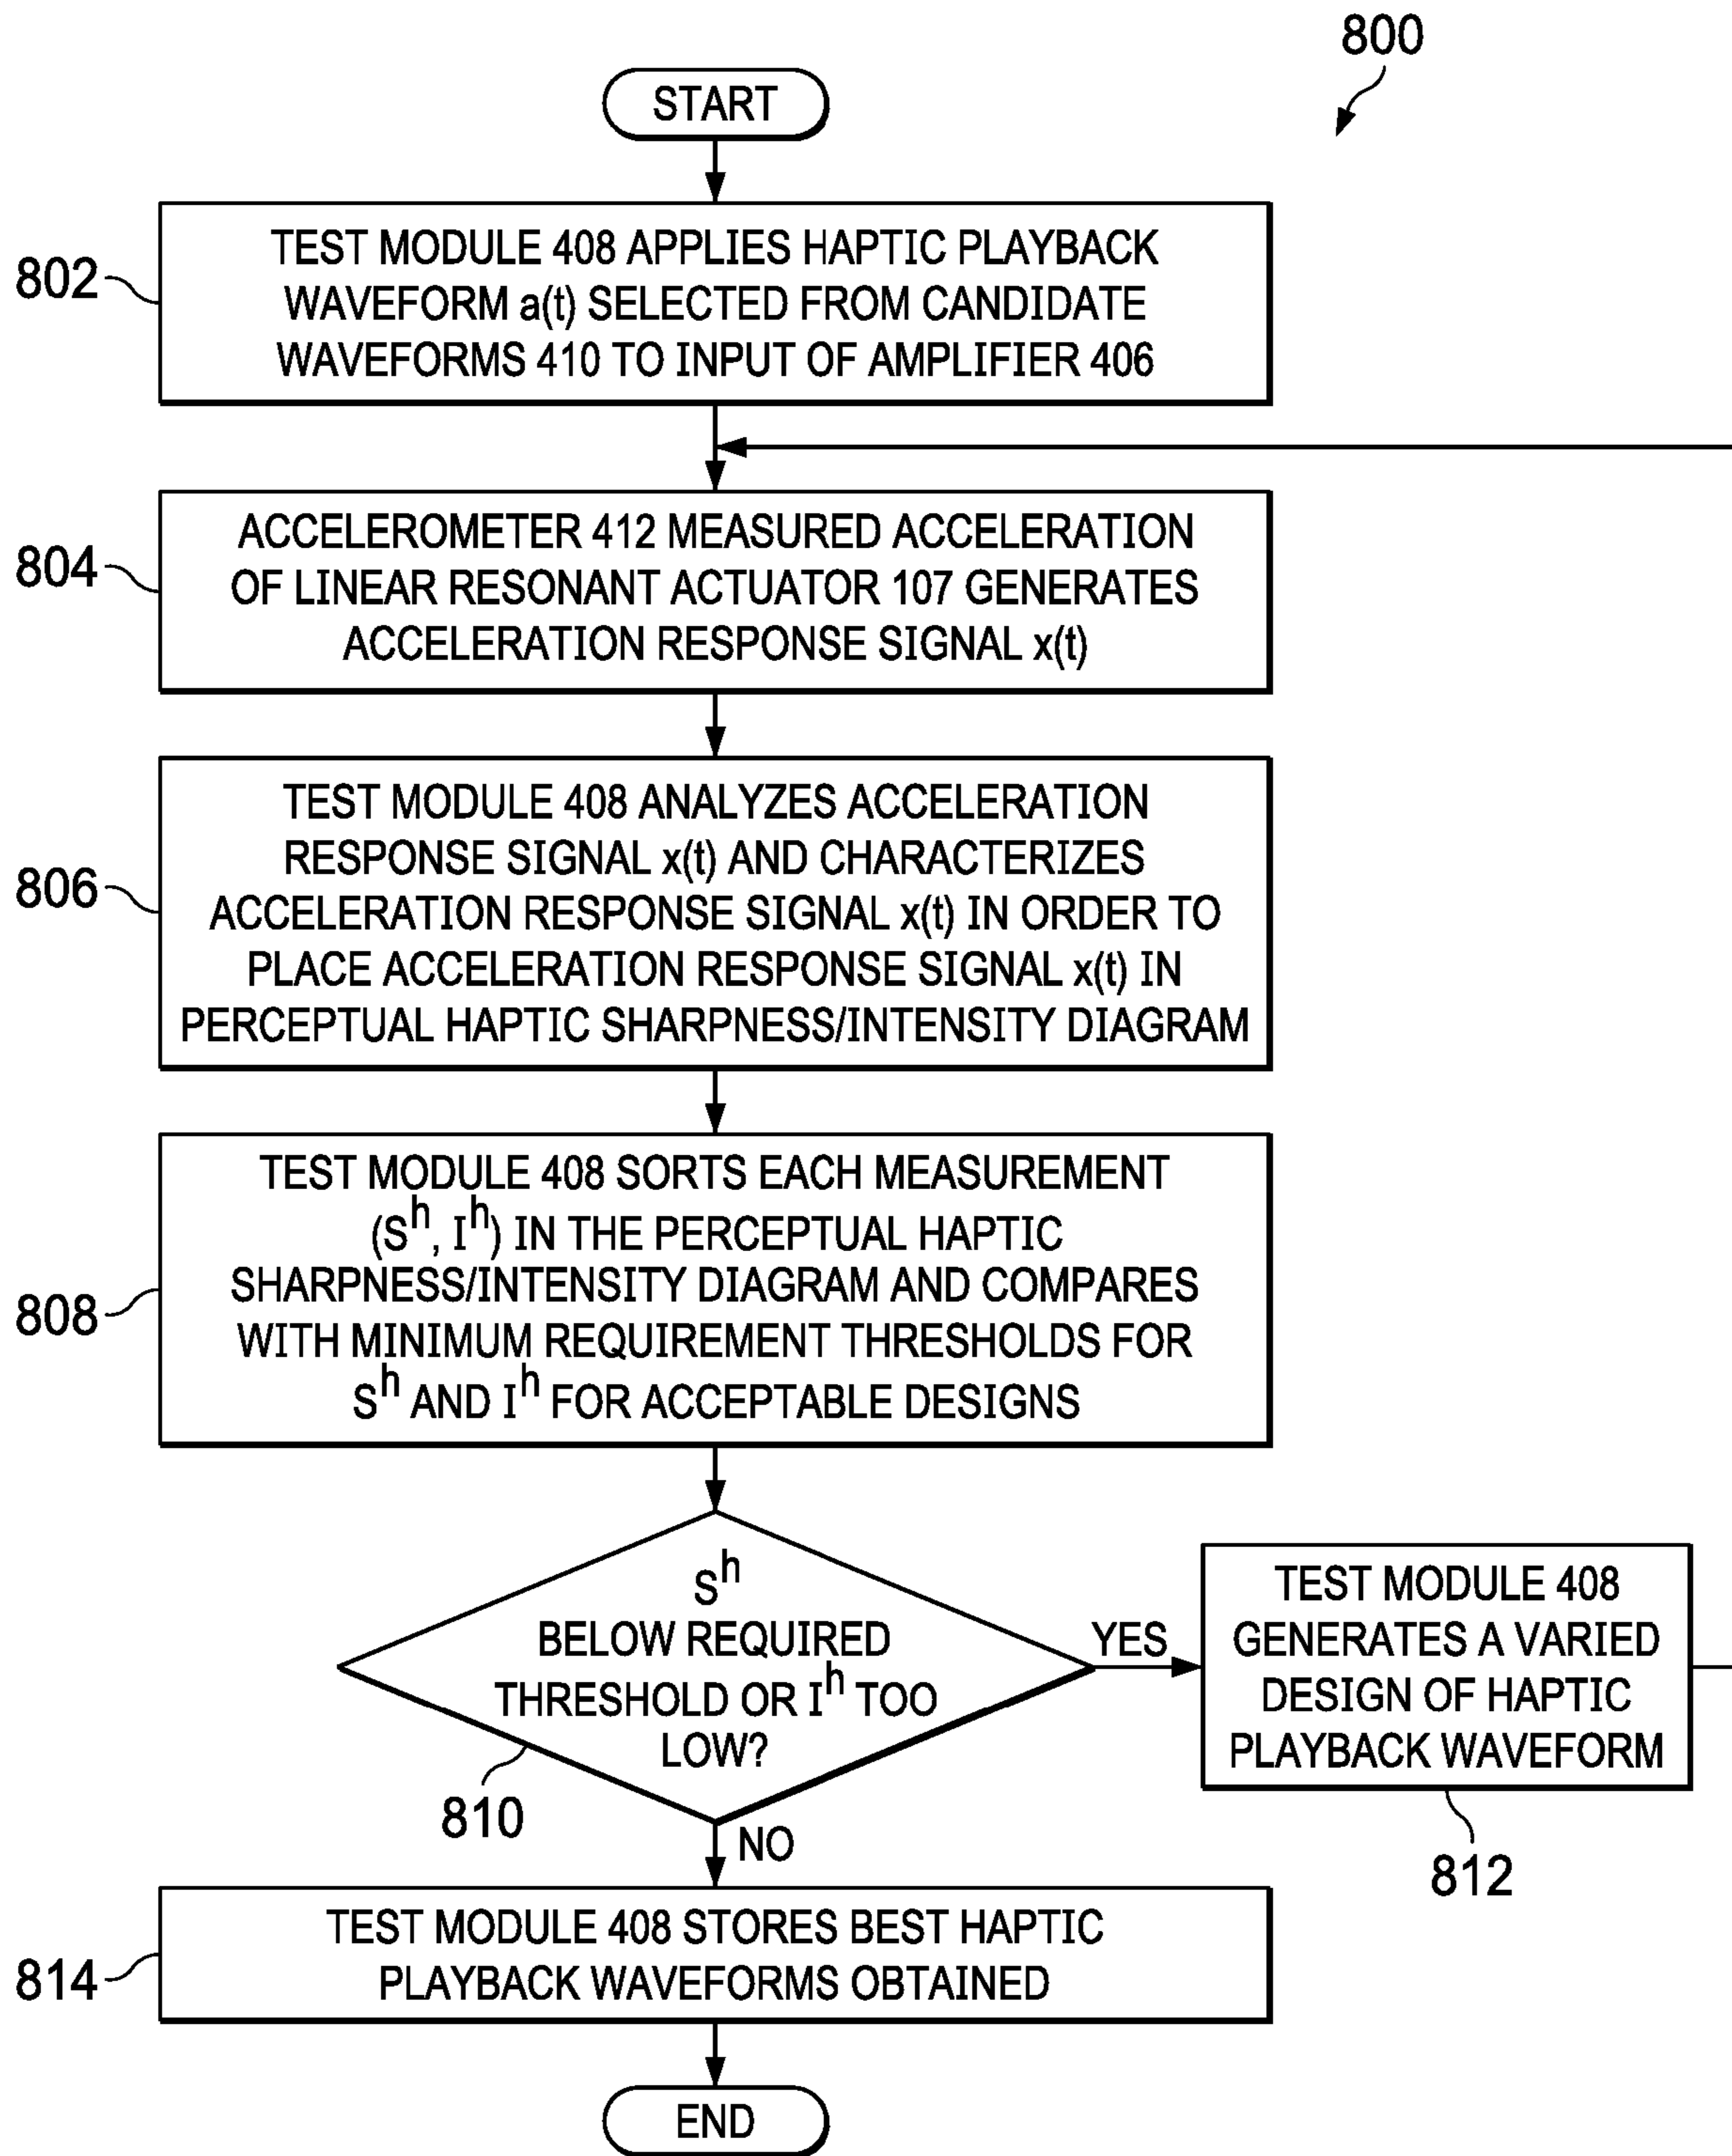 800
START
802
TEST MODULE 408 APPLIES HAPTIC PLAYBACK
WAVEFORM a(t) SELECTED FROM CANDIDATE
WAVEFORMS 410 TO INPUT OF AMPLIFIER 406
804
ACCELEROMETER 412 MEASURED ACCELERATION
OF LINEAR RESONANT ACTUATOR 107 GENERATES
ACCELERATION RESPONSE SIGNAL x(t)
806
TEST MODULE 408 ANALYZES ACCELERATION
RESPONSE SIGNAL x(t) AND CHARACTERIZES
ACCELERATION RESPONSE SIGNAL x(t) IN ORDER TO
PLACE ACCELERATION RESPONSE SIGNAL x(t) IN
PERCEPTUAL HAPTIC SHARPNESS/INTENSITY DIAGRAM
808
TEST MODULE 408 SORTS EACH MEASUREMENT
(S^h, I^h) IN THE PERCEPTUAL HAPTIC
SHARPNESS/INTENSITY DIAGRAM AND COMPARES
WITH MINIMUM REQUIREMENT THRESHOLDS FOR
S^h AND I^h FOR ACCEPTABLE DESIGNS
S^h
BELOW REQUIRED
THRESHOLD OR I^h TOO
LOW?
810
YES
TEST MODULE 408
GENERATES A VARIED
DESIGN OF HAPTIC
PLAYBACK WAVEFORM
812
NO
814
TEST MODULE 408 STORES BEST HAPTIC
PLAYBACK WAVEFORMS OBTAINED
END